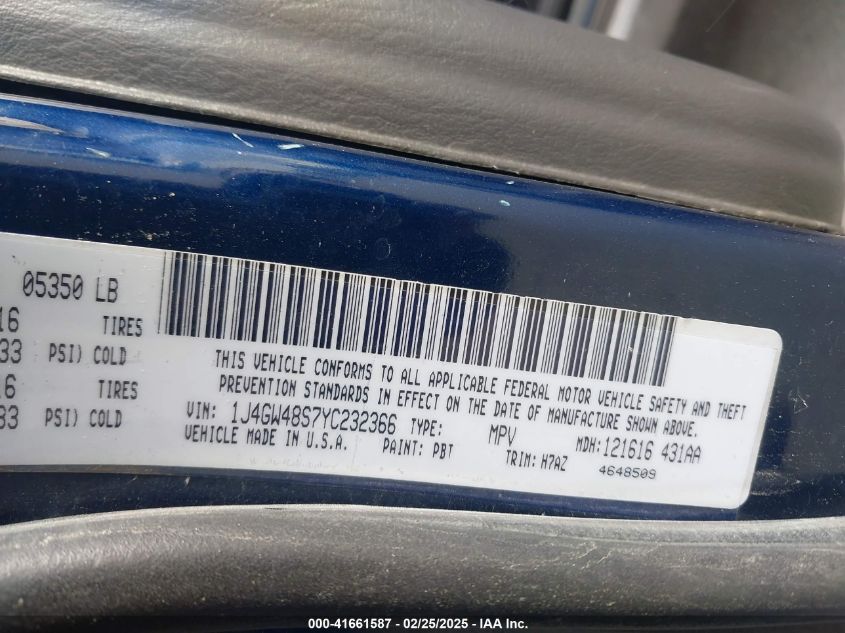 05350 LB
16 TIRES
33 PSI) COLD
16 TIRES
33 PSI) COLD
THIS VEHICLE CONFORMS TO ALL APPLICABLE FEDERAL MOTOR VEHICLE SAFETY AND THEFT
PREVENTION STANDARDS IN EFFECT ON THE DATE OF MANUFACTURE SHOWN ABOVE.
VIN: 1J4GW48S7YC232366 TYPE: MPV MDH:121616 431AA
VEHICLE MADE IN U.S.A. PAINT: PBT TRIM: H7AZ 4648509
000-41661587 — 02/25/2025 — IAA Inc.